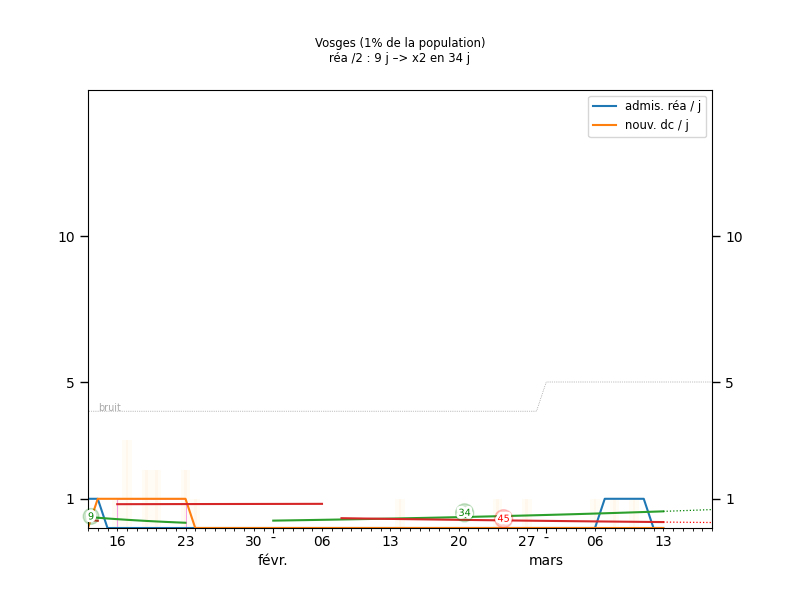 Vosges (1% de la population)
réa /2 : 9 j –> x2 en 34 j
admis. réa / j
nouv. dc / j
10 10
5 5
bruit
1 1
9 34 45
16 23 30 06 13 20 27 06 13
févr. mars